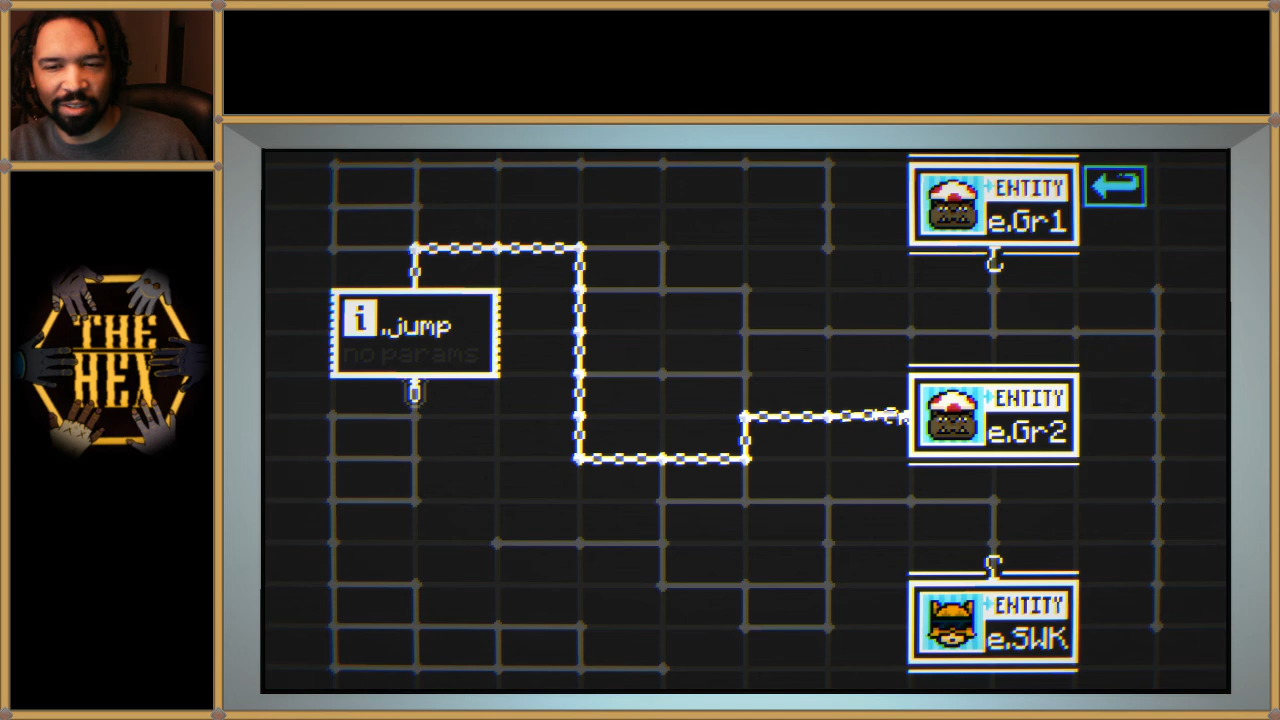 ENTITY
e.Gr1
i ..jump
no params
ENTITY
e.Gr2
THE
HEX
ENTITY
e.SWK